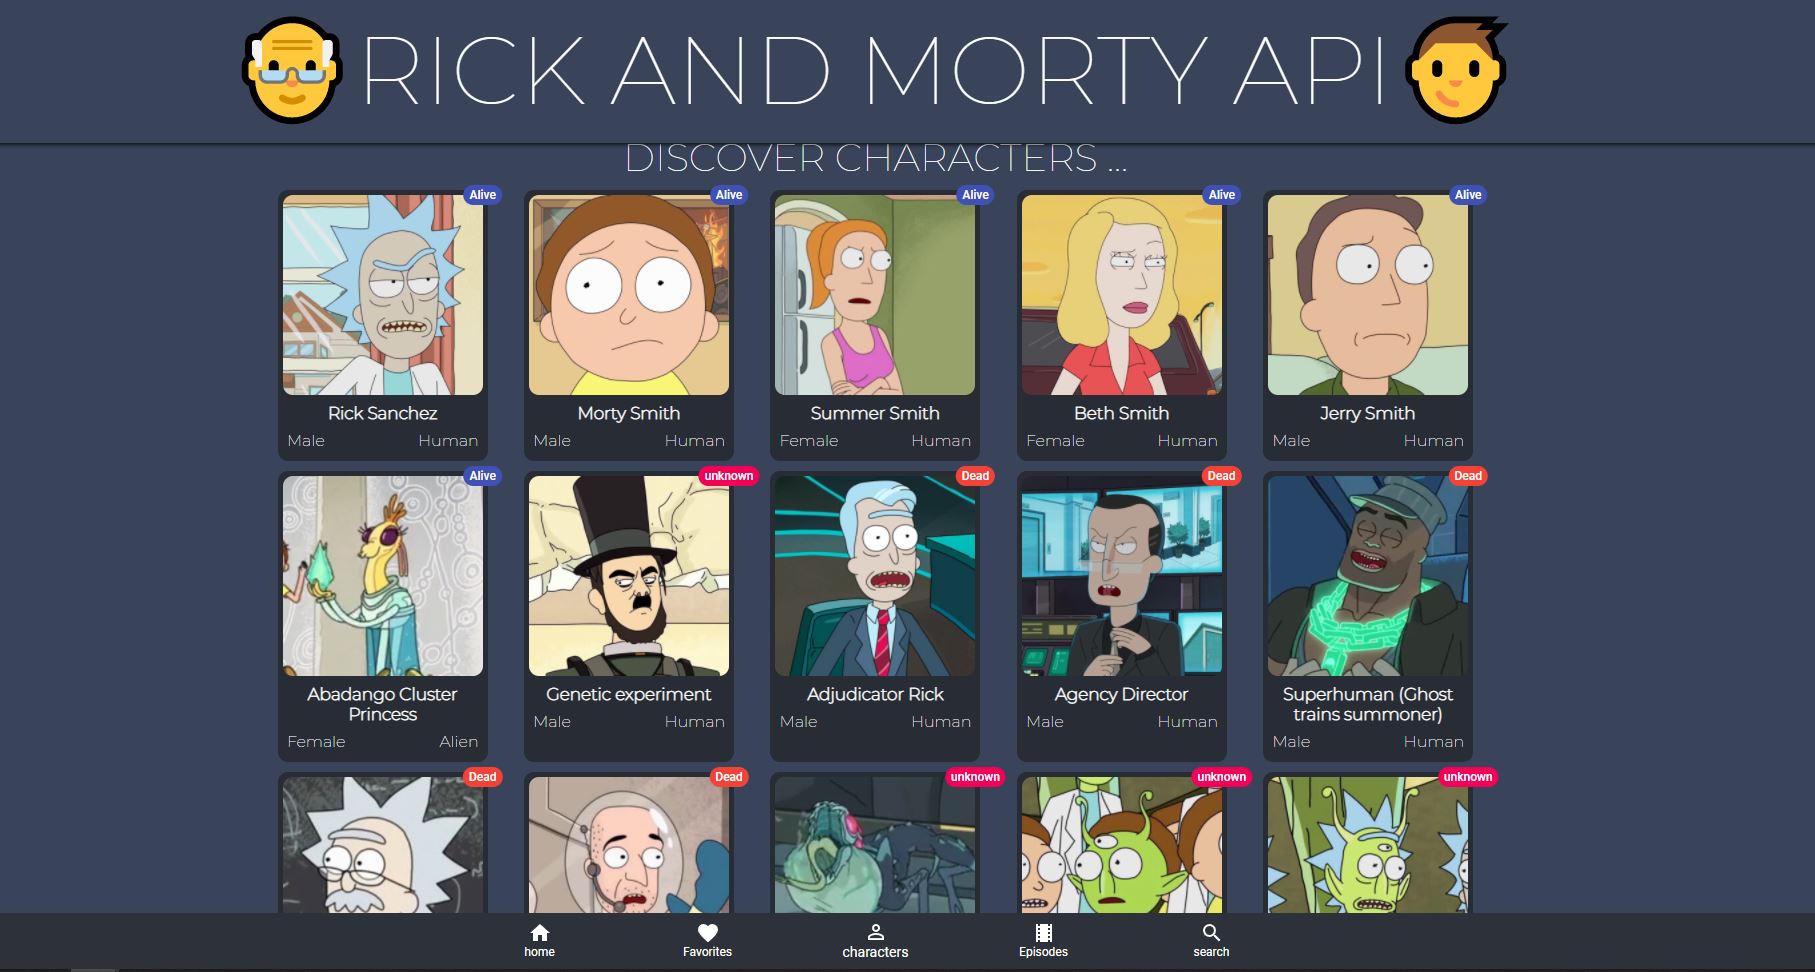 RICK AND MORTY API
DISCOVER CHARACTERS ...
Alive
Alive
Alive
Alive
Alive
Rick Sanchez
Male Human
Morty Smith
Male Human
Summer Smith
Female Human
Beth Smith
Female Human
Jerry Smith
Male Human
Alive
unknown
Dead
Dead
Dead
Abadango Cluster
Princess
Female Alien
Genetic experiment
Male Human
Adjudicator Rick
Male Human
Agency Director
Male Human
Superhuman (Ghost
trains summoner)
Male Human
Dead
Dead
unknown
unknown
unknown
home
Favorites
characters
Episodes
search